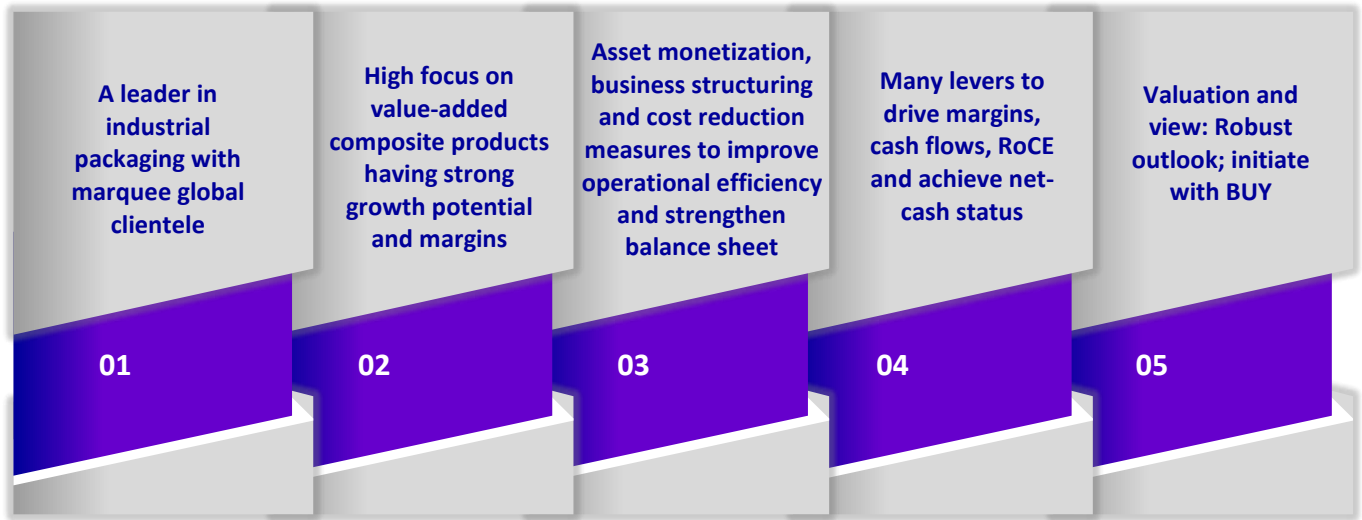 A leader in
industrial
packaging with
marquee global
clientele
01
High focus on
value-added
composite products
having strong
growth potential
and margins
02
Asset monetization,
business structuring
and cost reduction
measures to improve
operational efficiency
and strengthen
balance sheet
03
Many levers to
drive margins,
cash flows, RoCE
and achieve net-
cash status
04
Valuation and
view: Robust
outlook; initiate
with BUY
05